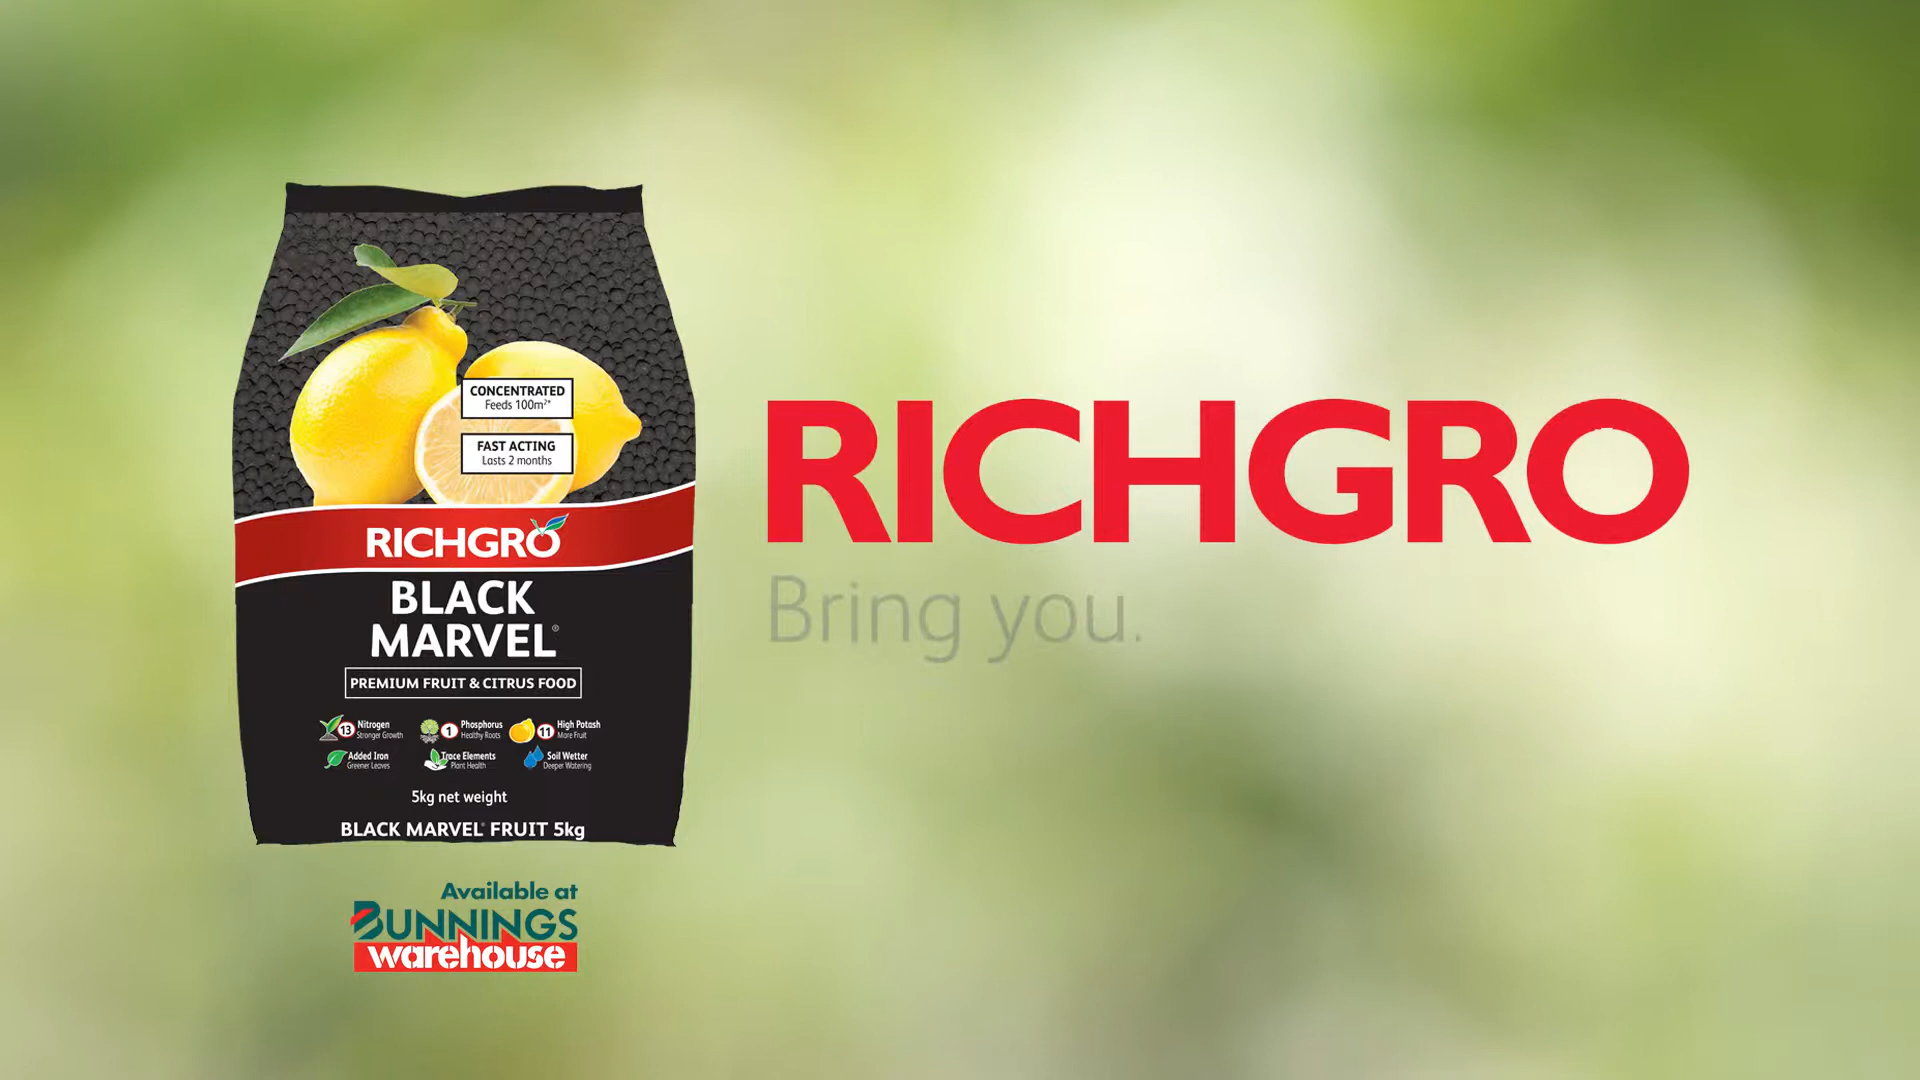 CONCENTRATED
Feeds 100m²*
FAST ACTING
Lasts 2 months
RICHGRO
BLACK
MARVEL®
PREMIUM FRUIT & CITRUS FOOD
13 Nitrogen
Stronger Growth
1 Phosphorus
Healthy Roots
11 High Potash
More Fruit
Added Iron
Greener Leaves
Trace Elements
Plant Health
Soil Wetter
Deeper Watering
5kg net weight
BLACK MARVEL® FRUIT 5kg
Available at
BUNNINGS
warehouse
RICHGRO
Bring you.